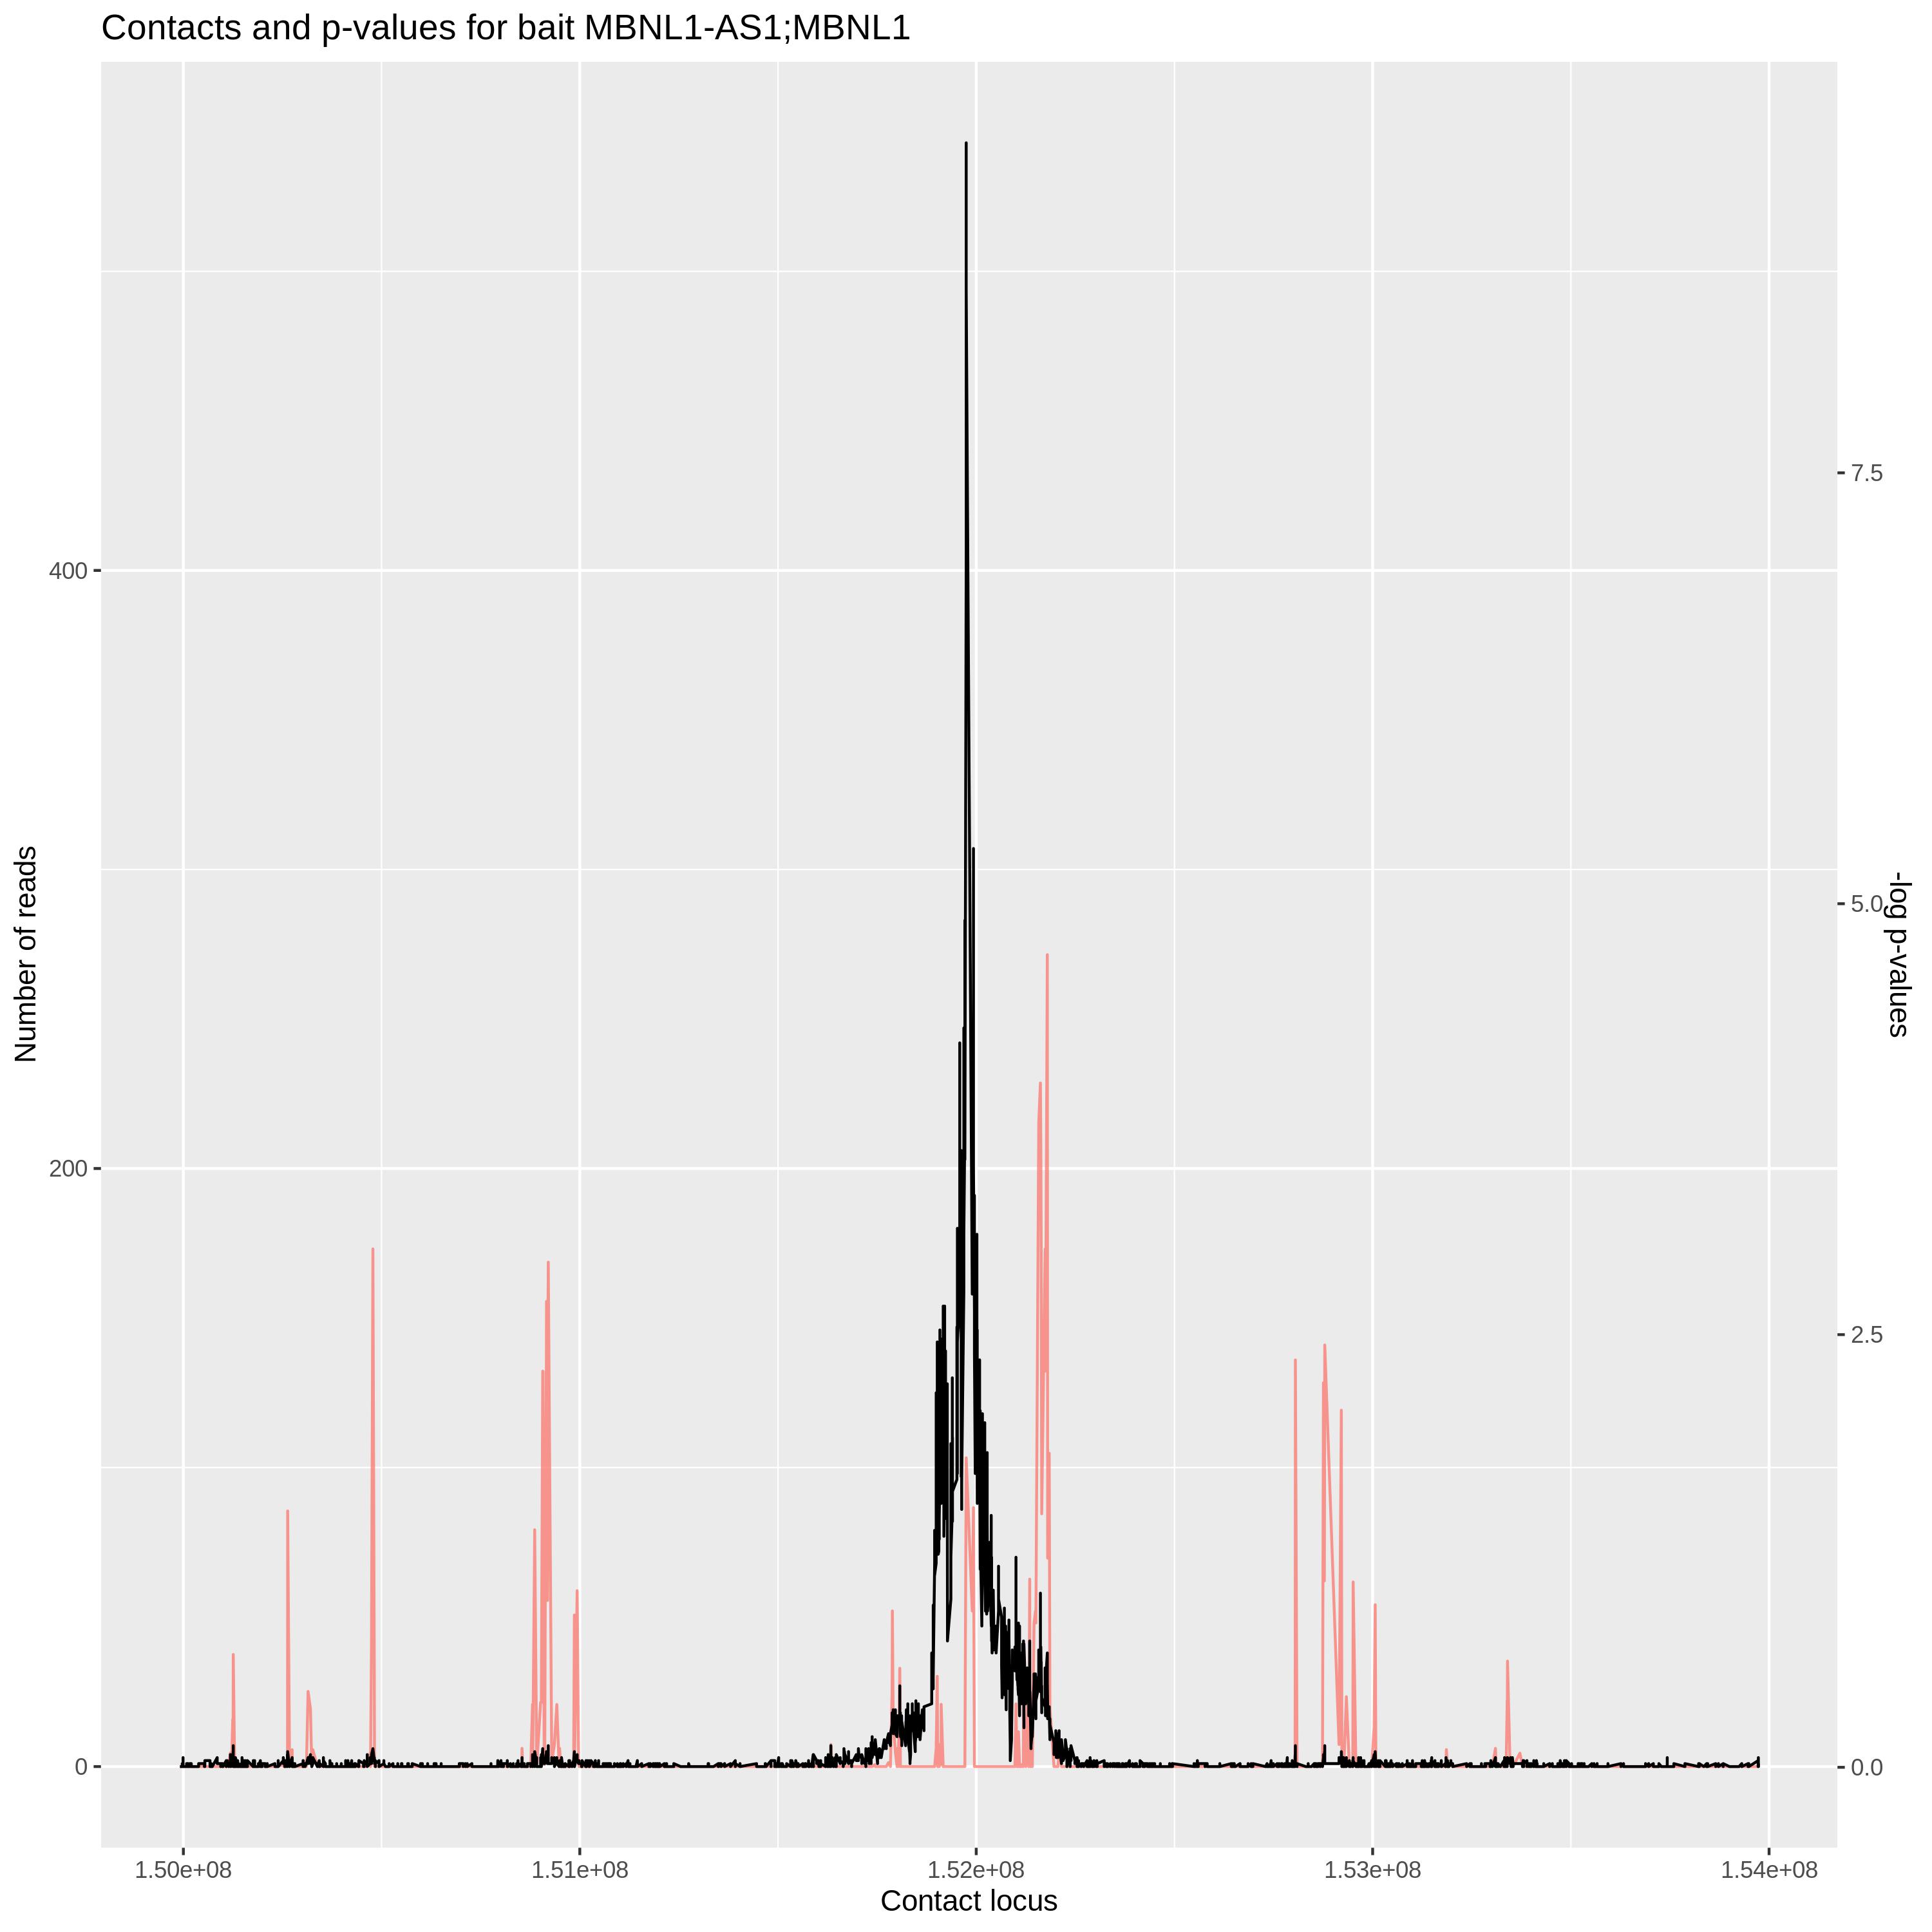 Contacts and p-values for bait MBNL1-AS1;MBNL1
Number of reads
400
200
0
7.5
5.0
2.5
0.0
-log p-values
1.50e+08 1.51e+08 1.52e+08 1.53e+08 1.54e+08
Contact locus